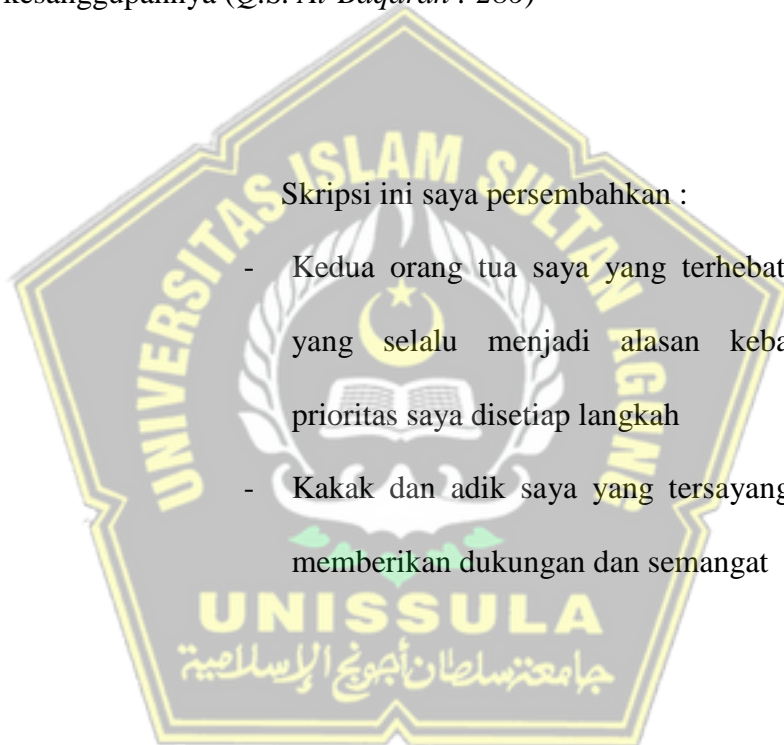 kesanggupannya (Q.S. Al-Baqarah : 286)
UNIVERSITAS ISLAM SULTAN AGUNG
Skripsi ini saya persembahkan :
- Kedua orang tua saya yang terhebat
yang selalu menjadi alasan keba
prioritas saya disetiap langkah
- Kakak dan adik saya yang tersayang
memberikan dukungan dan semangat
UNISSULA
جامعتنسلطان أجونج الإسلامية